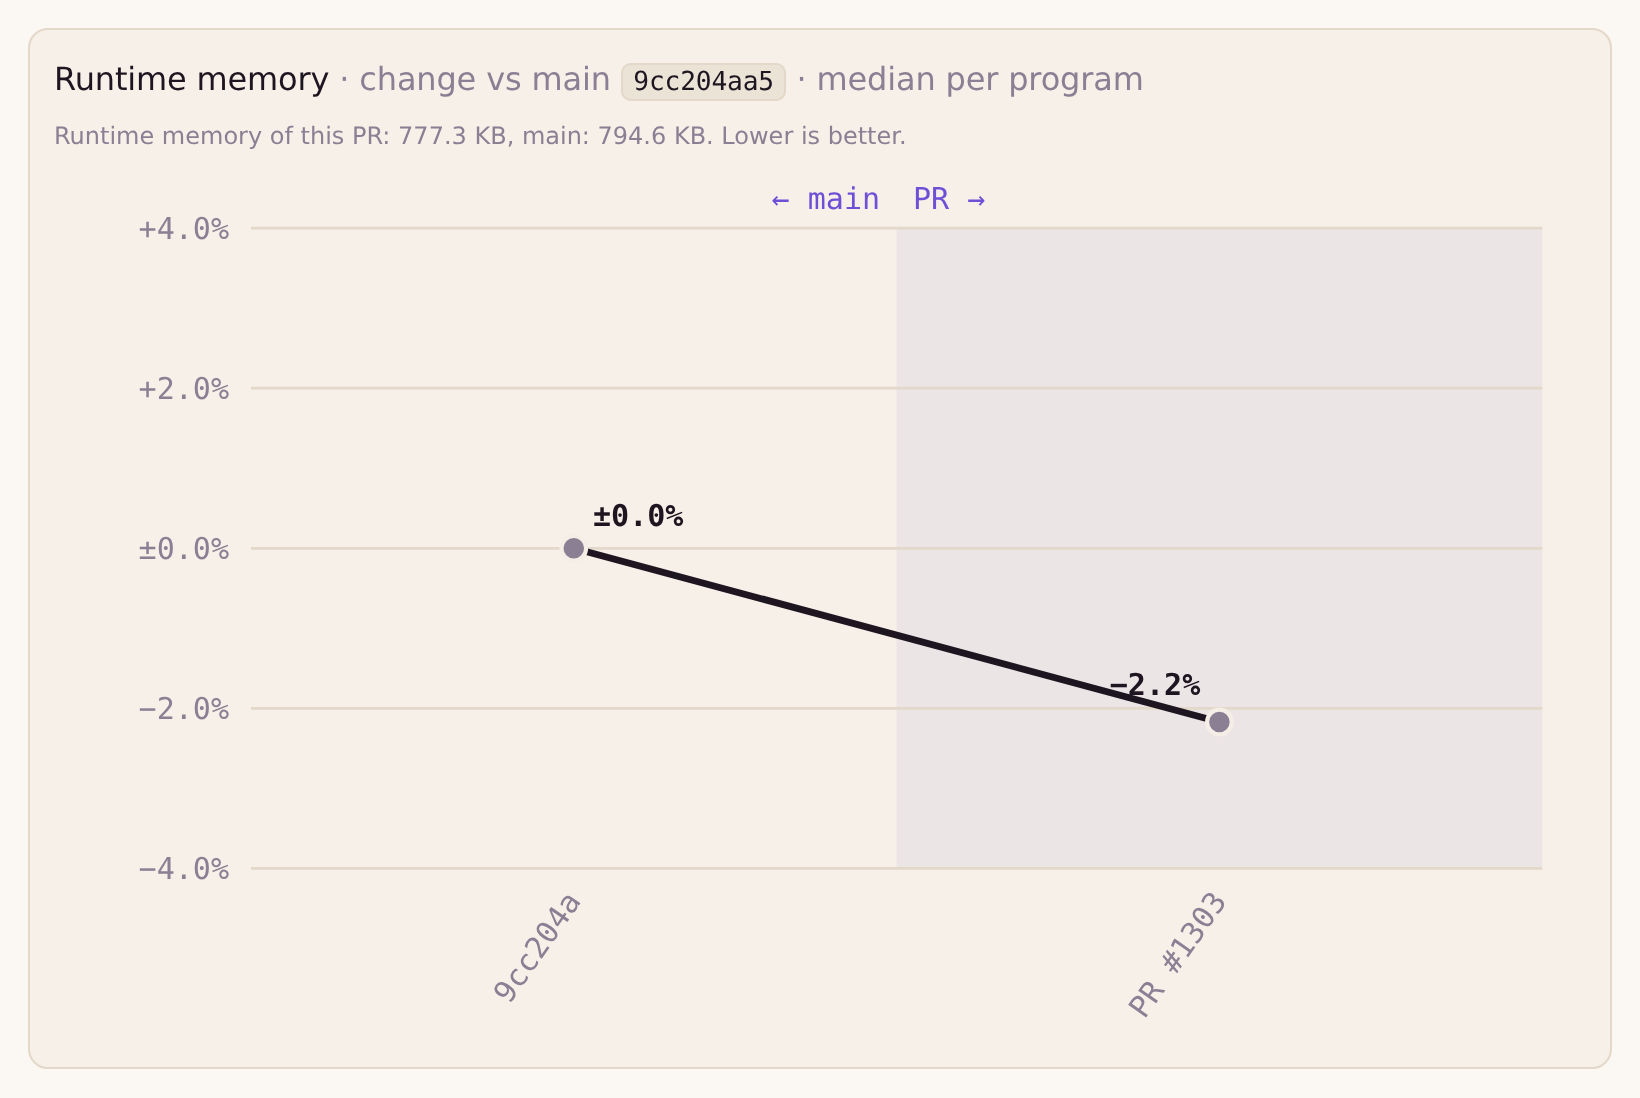 Runtime memory · change vs main 9cc204aa5 · median per program
Runtime memory of this PR: 777.3 KB, main: 794.6 KB. Lower is better.
← main PR →
+4.0%
+2.0%
±0.0%
±0.0%
−2.2%
−2.0%
−4.0%
9cc204a
PR #1303